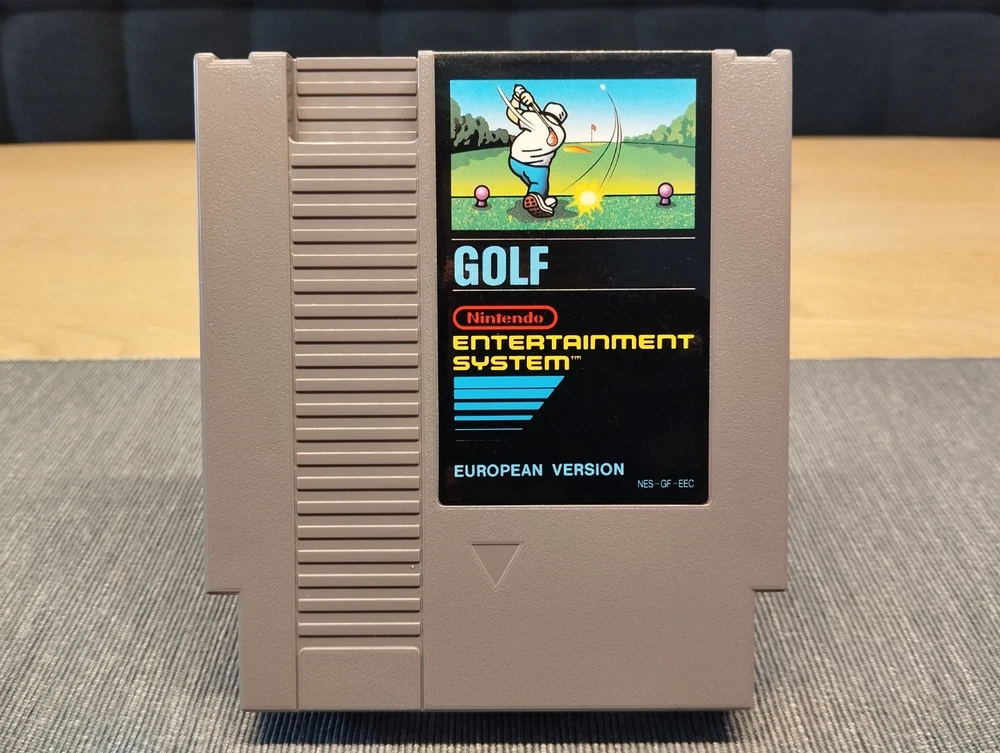 GOLF
Nintendo
ENTERTAINMENT
SYSTEM™
EUROPEAN VERSION
NES-GF-EEC